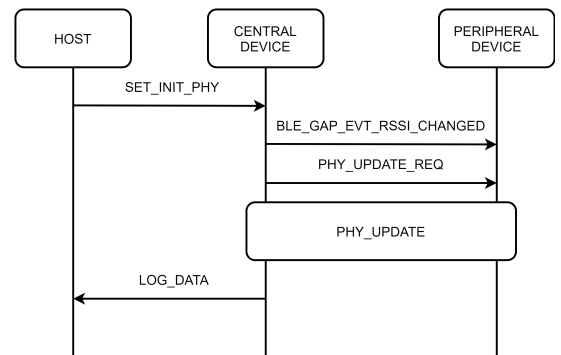 HOST
CENTRAL
DEVICE
PERIPHERAL
DEVICE
SET_INIT_PHY
BLE_GAP_EVT_RSSI_CHANGED
PHY_UPDATE_REQ
PHY_UPDATE
LOG_DATA